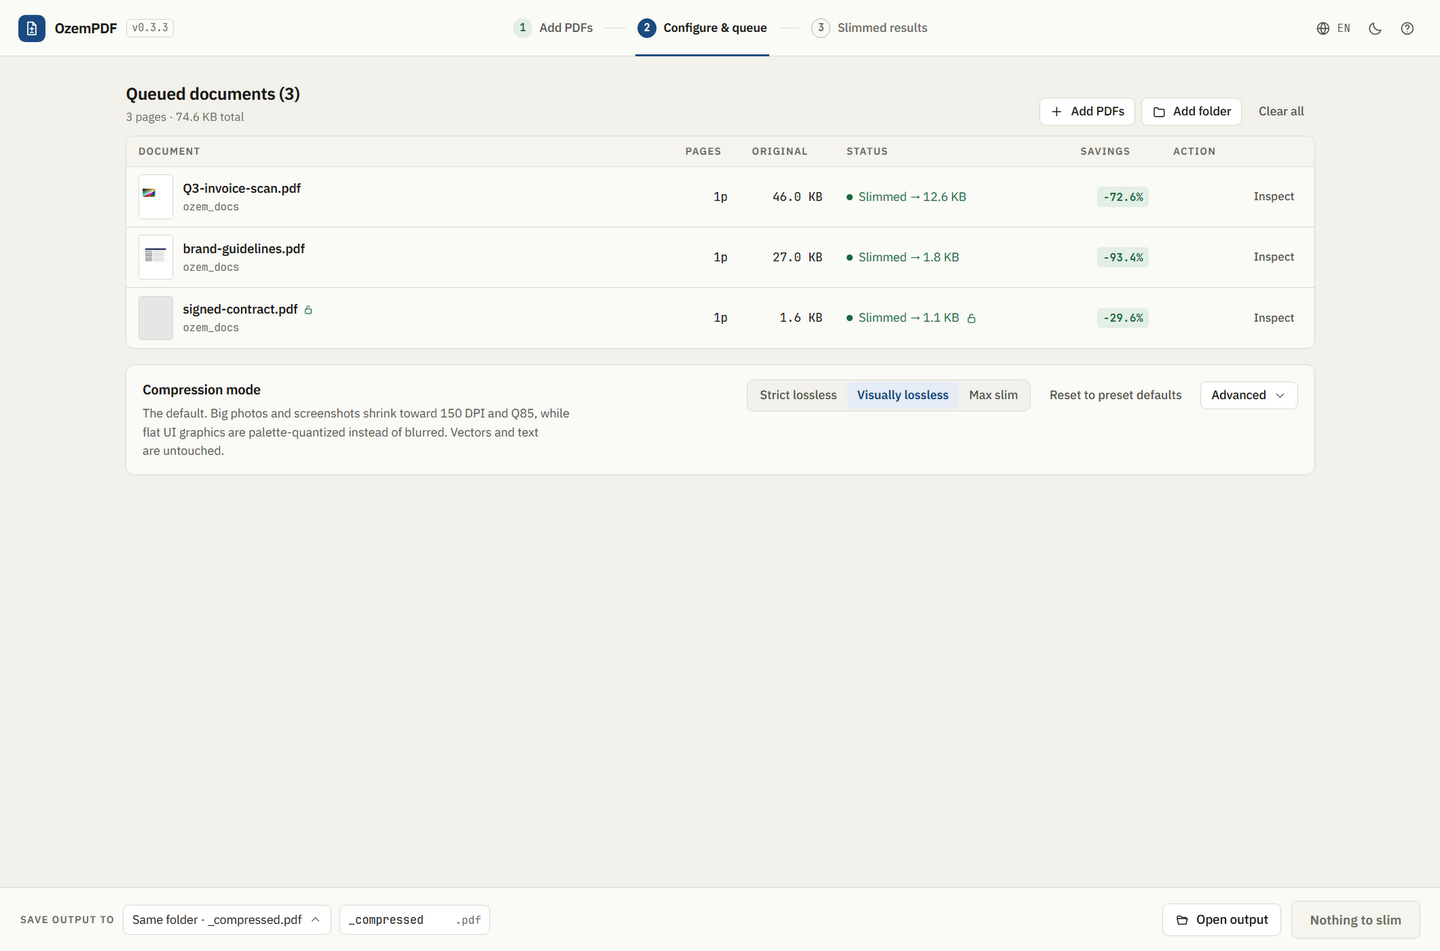 OzemPDF v0.3.3
1 Add PDFs 2 Configure & queue 3 Slimmed results
EN
Queued documents (3)
3 pages · 74.6 KB total
Add PDFs Add folder Clear all
DOCUMENT PAGES ORIGINAL STATUS SAVINGS ACTION
Q3-invoice-scan.pdf
ozem_docs
1p 46.0 KB Slimmed → 12.6 KB -72.6% Inspect
brand-guidelines.pdf
ozem_docs
1p 27.0 KB Slimmed → 1.8 KB -93.4% Inspect
signed-contract.pdf
ozem_docs
1p 1.6 KB Slimmed → 1.1 KB -29.6% Inspect
Compression mode
The default. Big photos and screenshots shrink toward 150 DPI and Q85, while
flat UI graphics are palette-quantized instead of blurred. Vectors and text
are untouched.
Strict lossless Visually lossless Max slim Reset to preset defaults Advanced
SAVE OUTPUT TO Same folder · _compressed.pdf _compressed .pdf Open output Nothing to slim